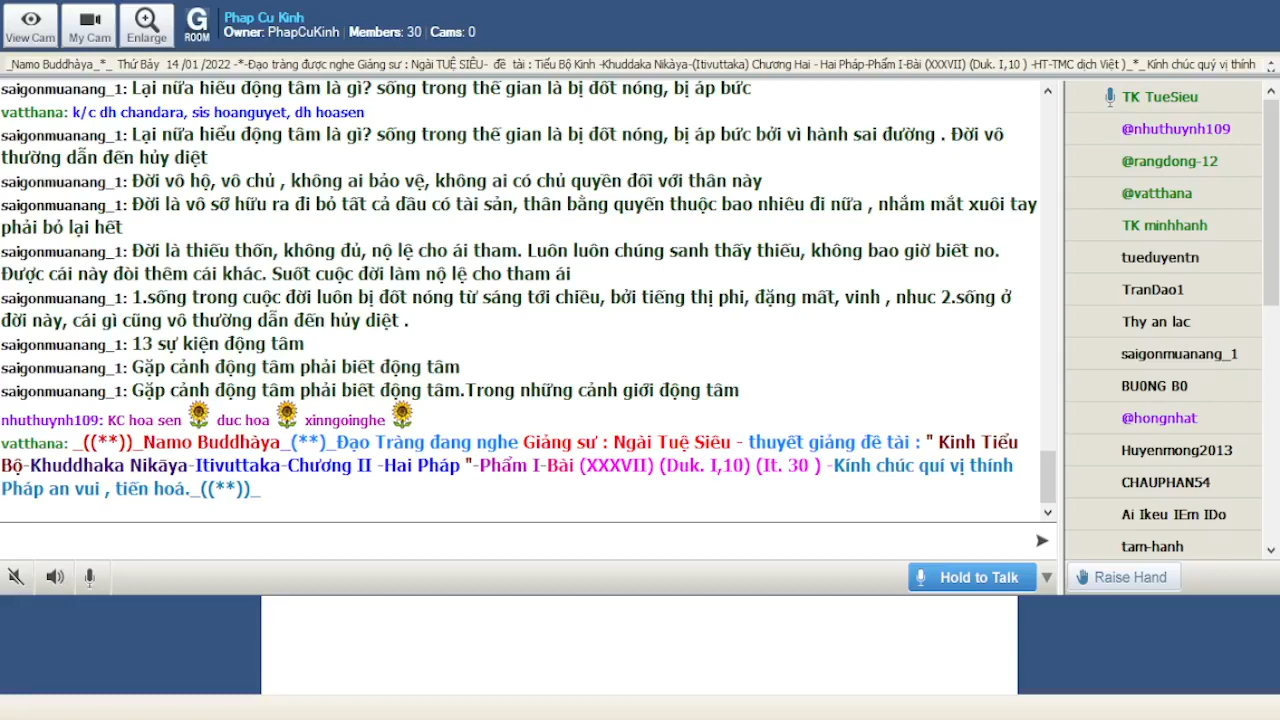 View Cam
My Cam
Enlarge
G
ROOM
Phap Cu Kinh
Owner: PhapCuKinh | Members: 30 | Cams: 0
_Namo Buddhàya_*_ Thứ Bảy 14 /01 /2022 -*-Đạo tràng được nghe Giảng sư : Ngài TUỆ SIÊU- đề tài : Tiểu Bộ Kinh -Khuddaka Nikàya-(Itivuttaka) Chương Hai - Hai Pháp-Phẩm I-Bài (XXXVII) (Duk. I,10 ) -HT-TMC dịch Việt )_*_Kính chúc quý vị thính
saigonmuanang_1: Lại nữa hiểu động tâm là gì? sống trong thế gian là bị đốt nóng, bị áp bức
vatthana: k/c dh chandara, sis hoanguyet, dh hoasen
saigonmuanang_1: Lại nữa hiểu động tâm là gì? sống trong thế gian là bị đốt nóng, bị áp bức bởi vì hành sai đường . Đời vô
thường dẫn đến hủy diệt
saigonmuanang_1: Đời vô hộ, vô chủ , không ai bảo vệ, không ai có chủ quyền đối với thân này
saigonmuanang_1: Đời là vô sỡ hữu ra đi bỏ tất cả dầu có tài sản, thân bằng quyến thuộc bao nhiêu đi nữa , nhắm mắt xuôi tay
phải bỏ lại hết
saigonmuanang_1: Đời là thiếu thốn, không đủ, nộ lệ cho ái tham. Luôn luôn chúng sanh thấy thiếu, không bao giờ biết no.
Được cái này đòi thêm cái khác. Suốt cuộc đời làm nộ lệ cho tham ái
saigonmuanang_1: 1.sống trong cuộc đời luôn bị đốt nóng từ sáng tới chiều, bởi tiếng thị phi, đặng mất, vinh , nhuc 2.sống ở
đời này, cái gì cũng vô thường dẫn đến hủy diệt .
saigonmuanang_1: 13 sự kiện động tâm
saigonmuanang_1: Gặp cảnh động tâm phải biết động tâm
saigonmuanang_1: Gặp cảnh động tâm phải biết động tâm.Trong những cảnh giới động tâm
nhuthuynh109: KC hoa sen duc hoa xinngoinghe
vatthana: _((**))_Namo Buddhàya_(**)_Đạo Tràng đang nghe Giảng sư : Ngài Tuệ Siêu - thuyết giảng đề tài : " Kinh Tiểu
Bộ-Khuddhaka Nikāya-Itivuttaka-Chương II -Hai Pháp "-Phẩm I-Bài (XXXVII) (Duk. I,10) (It. 30 ) -Kính chúc quí vị thính
Pháp an vui , tiến hoá._((**))_
TK TueSieu
@nhuthuynh109
@rangdong-12
@vatthana
TK minhhanh
tueduyentn
TranDao1
Thy an lac
saigonmuanang_1
BU0NG B0
@hongnhat
Huyenmong2013
CHAUPHAN54
Ai Ikeu IEm IDo
tam-hanh
Hold to Talk
Raise Hand